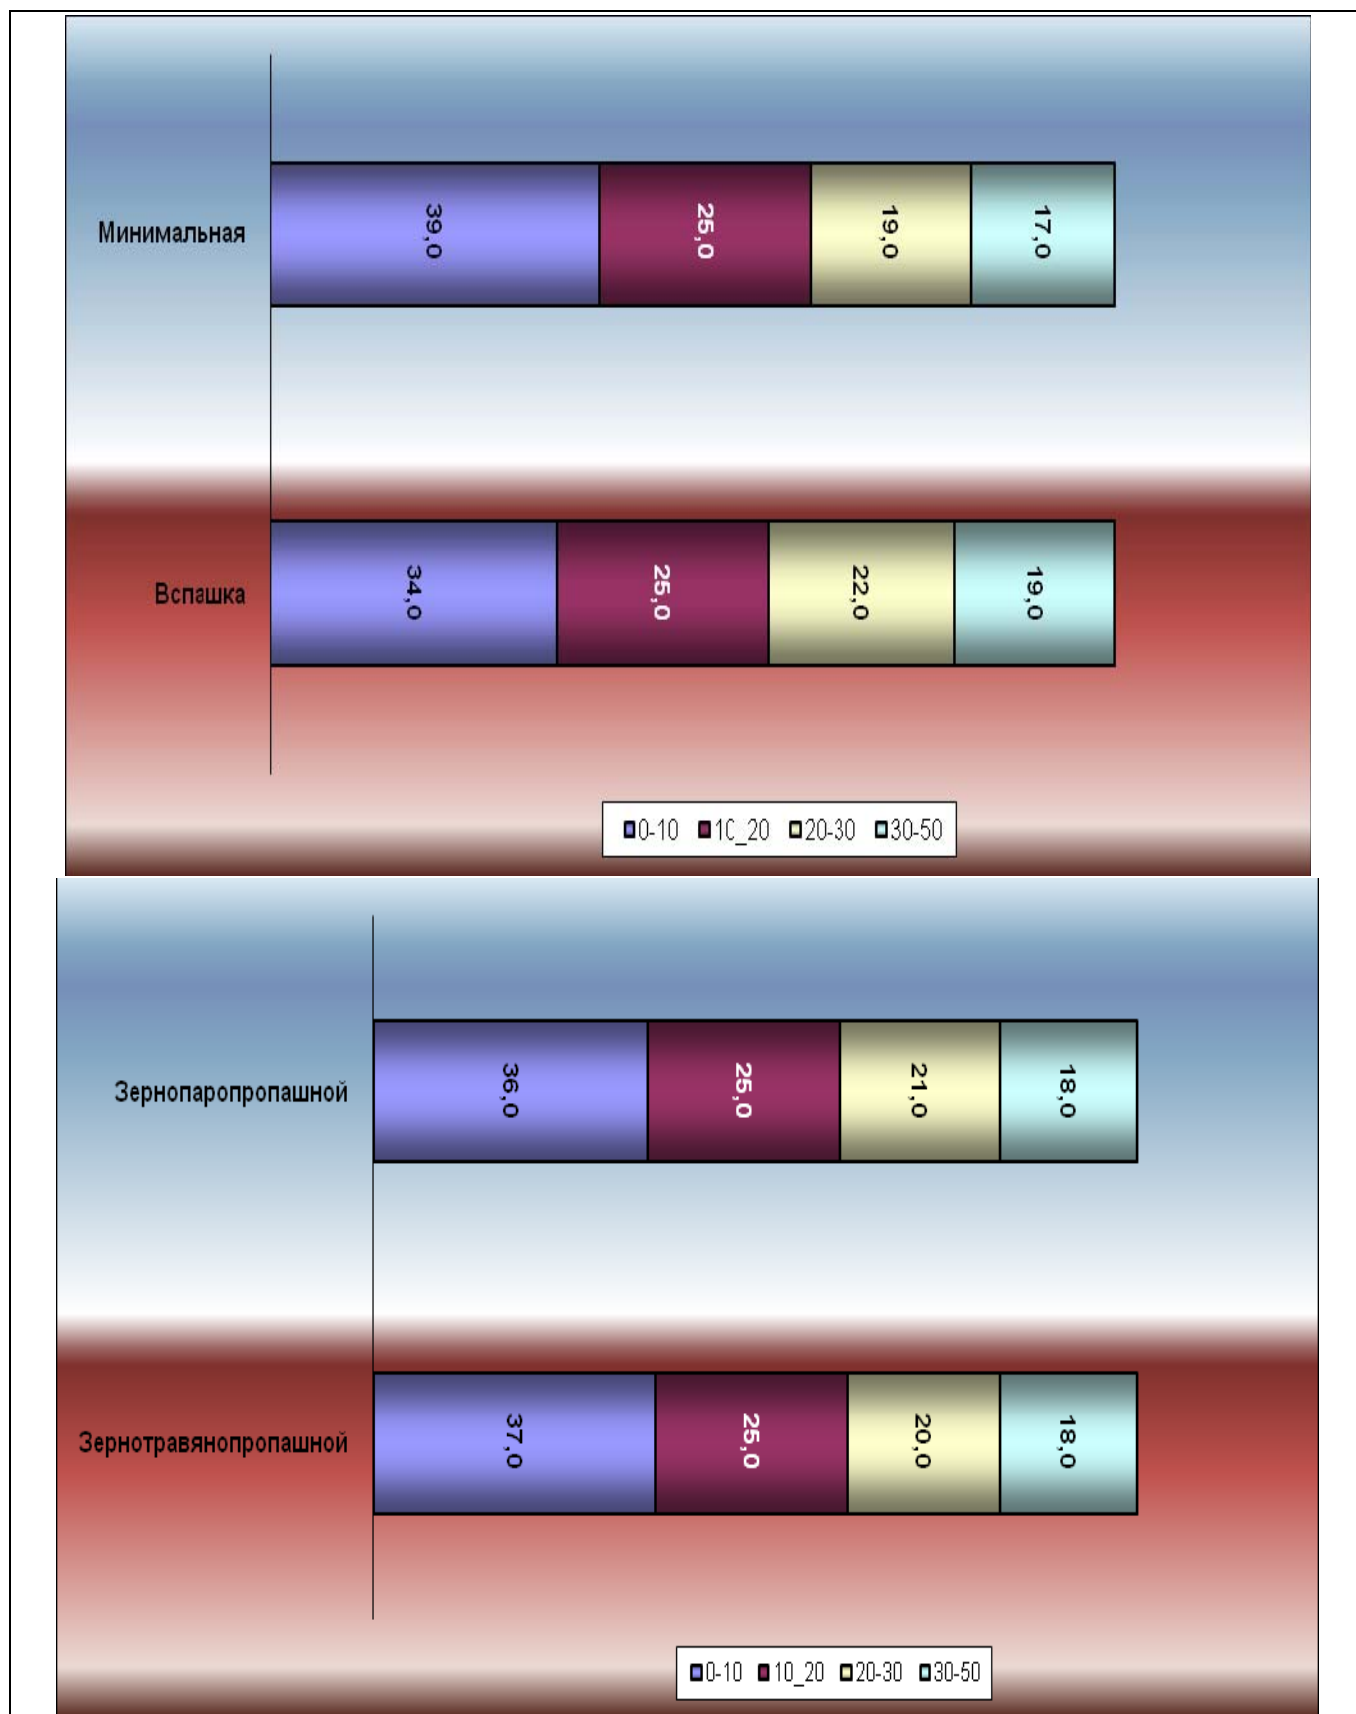 Минимальная
39,0 25,0 19,0 17,0
Вспашка
34,0 25,0 22,0 19,0
0-10 10_20 20-30 30-50
Зернопаропропашной
36,0 25,0 21,0 18,0
Зернотравянопропашной
37,0 25,0 20,0 18,0
0-10 10_20 20-30 30-50